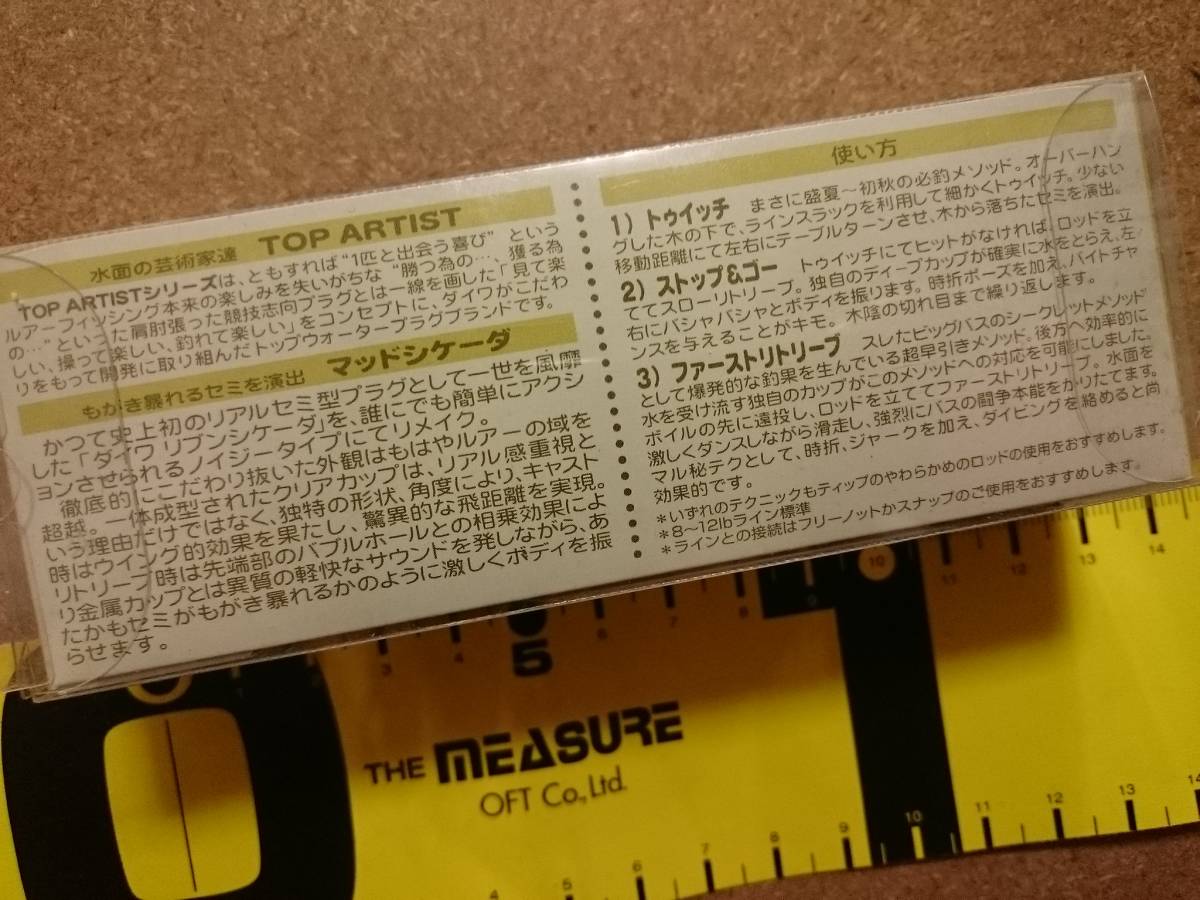 水面の芸術家達 TOP ARTIST
TOP ARTISTシリーズは、ともすれば“1匹と出会う喜び”という
ルアーフィッシング本来の楽しみを失いがちな“勝つ為の…、獲る為
の…”といった肩肘張った競技志向プラグとは一線を画した「見て楽
しい、操って楽しい、釣れて楽しい」をコンセプトに、ダイワがこだわ
りをもって開発に取り組んだトップウォータープラグブランドです。
もがき暴れるセミを演出 マッドシケーダ
かつて史上初のリアルセミ型プラグとして一世を風靡
した「ダイワ リブンシケーダ」を、誰にでも簡単にアクシ
ョンさせられるノイジータイプにてリメイク。
徹底的にこだわり抜いた外観はもはやルアーの域を
超越。一体成型されたクリアカップは、リアル感重視と
いう理由だけではなく、独特の形状、角度により、キャスト
時はウイング的効果を果たし、驚異的な飛距離を実現。
リトリーブ時は先端部のバブルホールとの相乗効果によ
り金属カップとは異質の軽快なサウンドを発しながら、あ
たかもセミがもがき暴れるかのように激しくボディを振
らせます。
使い方
1）トゥイッチ まさに盛夏～初秋の必釣メソッド。オーバーハン
グした木の下で、ラインスラックを利用して細かくトゥイッチ。少ない
移動距離にて左右にテーブルターンさせ、木から落ちたセミを演出。
2）ストップ&ゴー トゥイッチにてヒットがなければ、ロッドを立
ててスローリトリーブ。独自のディープカップが確実に水をとらえ、左
右にバシャバシャとボディを振ります。時折ポーズを加え、バイトチャ
ンスを与えることがキモ。木陰の切れ目まで繰り返します。
3）ファーストリトリーブ スレたビッグバスのシークレットメソッド
として爆発的な釣果を生んでいる超早引きメソッド。後方へ効率的に
水を受け流す独自のカップがこのメソッドへの対応を可能にしました。
ボイルの先に遠投し、ロッドを立ててファーストリトリーブ。水面を
激しくダンスしながら滑走し、強烈にバスの闘争本能をかりたてます。
マル秘テクとして、時折、ジャークを加え、ダイビングを絡めると尚
効果的です。
*いずれのテクニックもティップのやわらかめのロッドの使用をおすすめします。
*8～12lbライン標準
*ラインとの接続はフリーノットかスナップのご使用をおすすめします。
3 4 5 6 7 8 9 10 11 12 13 14
0 1
THE MEASURE
OFT Co.,Ltd.
4 5 6 7 8 9 10 11 12 13 14